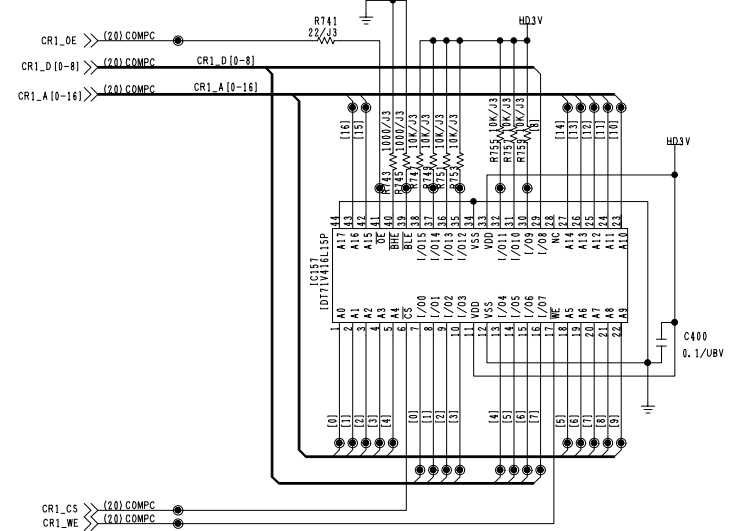 R741
22/J3
HD3V
CR1_OE
(20) COMPC
CR1_D[0-8]
(20) COMPC
CR1_D[0-8]
CR1_A[0-16]
(20) COMPC
CR1_A[0-16]
[16]
[15]
R743 1000/J3
R745 1000/J3
R747 10K/J3
R749 10K/J3
R751 10K/J3
R753 10K/J3
R755 10K/J3
R757 10K/J3
R759 10K/J3
[8]
[14]
[13]
[12]
[11]
[10]
HD3V
44 43 42 41 40 39 38 37 36 35 34 33 32 31 30 29 28 27 26 25 24 23
A17 A16 A15 OE BHE BLE I/O15 I/O14 I/O13 I/O12 VSS VDD I/O11 I/O10 I/O9 I/O8 NC A14 A13 A12 A11 A10
IC157
IDT71V416L15P
A0 A1 A2 A3 A4 CS I/O0 I/O1 I/O2 I/O3 VDD VSS I/O4 I/O5 I/O6 I/O7 WE A5 A6 A7 A8 A9
1 2 3 4 5 6 7 8 9 10 11 12 13 14 15 16 17 18 19 20 21 22
C400
0.1/UBV
[0] [1] [2] [3] [4] [0] [1] [2] [3] [4] [5] [6] [7] [5] [6] [7] [8] [9]
CR1_CS
(20) COMPC
CR1_WE
(20) COMPC